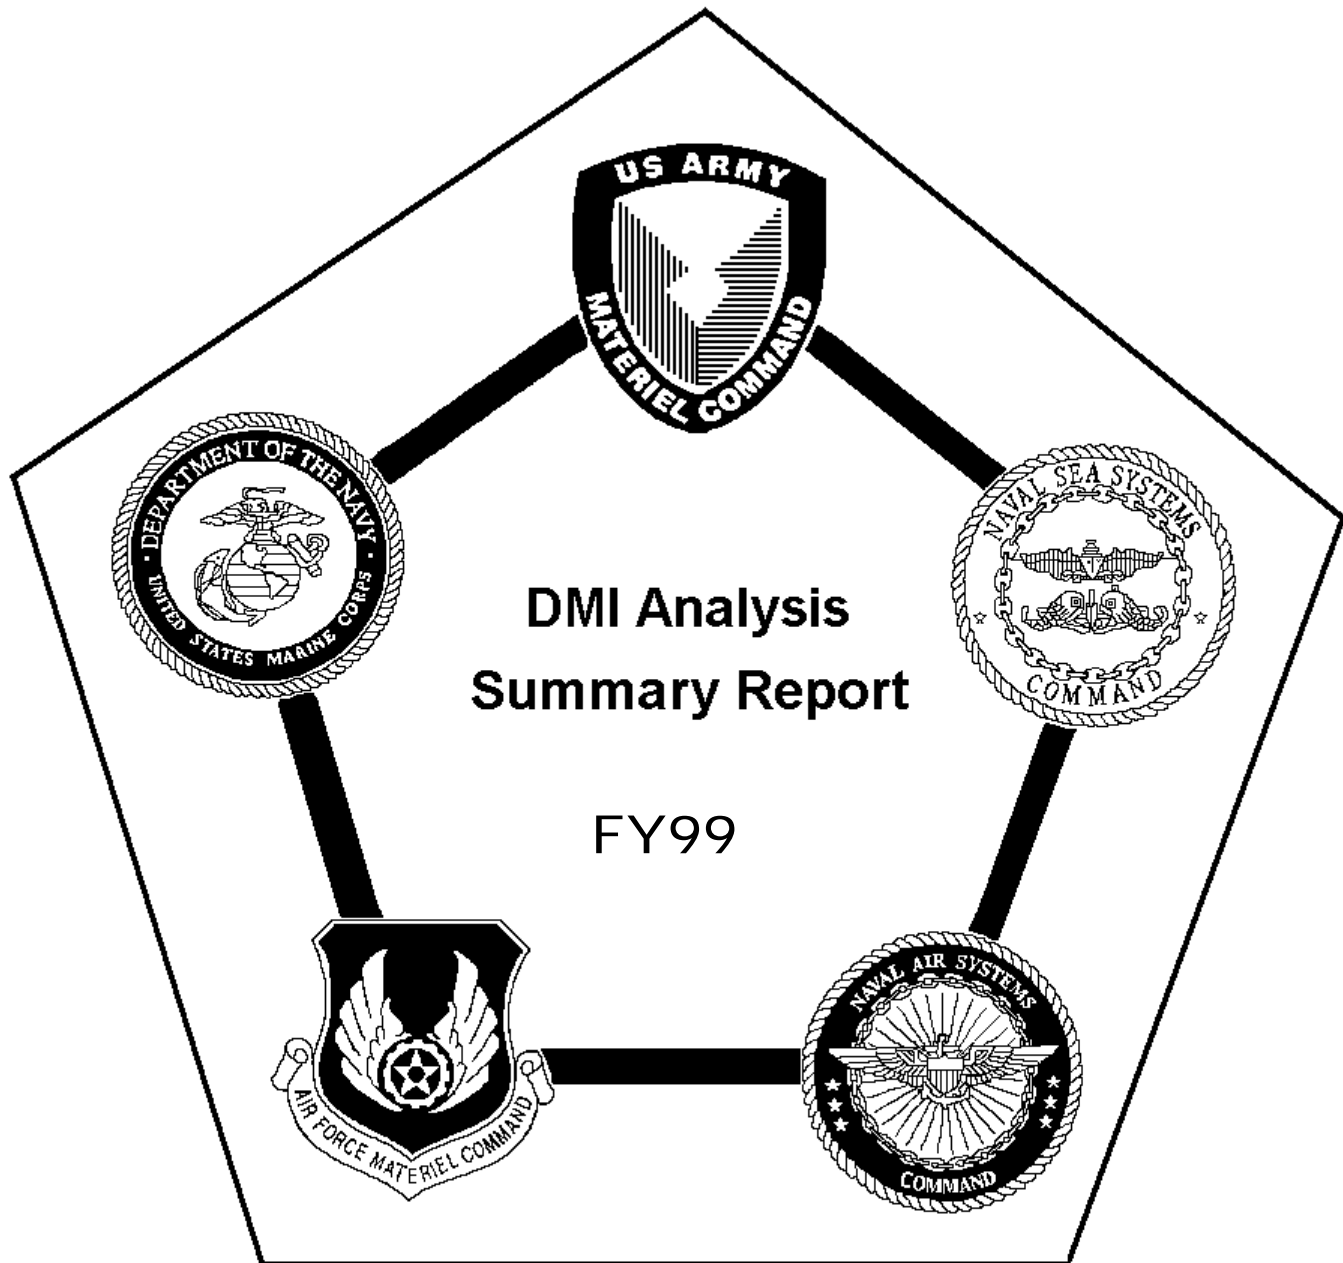 US ARMY
MATERIEL COMMAND
DEPARTMENT OF THE NAVY
UNITED STATES MARINE CORPS
NAVAL SEA SYSTEMS
COMMAND
DMI Analysis
Summary Report
FY99
AIR FORCE MATERIEL COMMAND
NAVAL AIR SYSTEMS
COMMAND